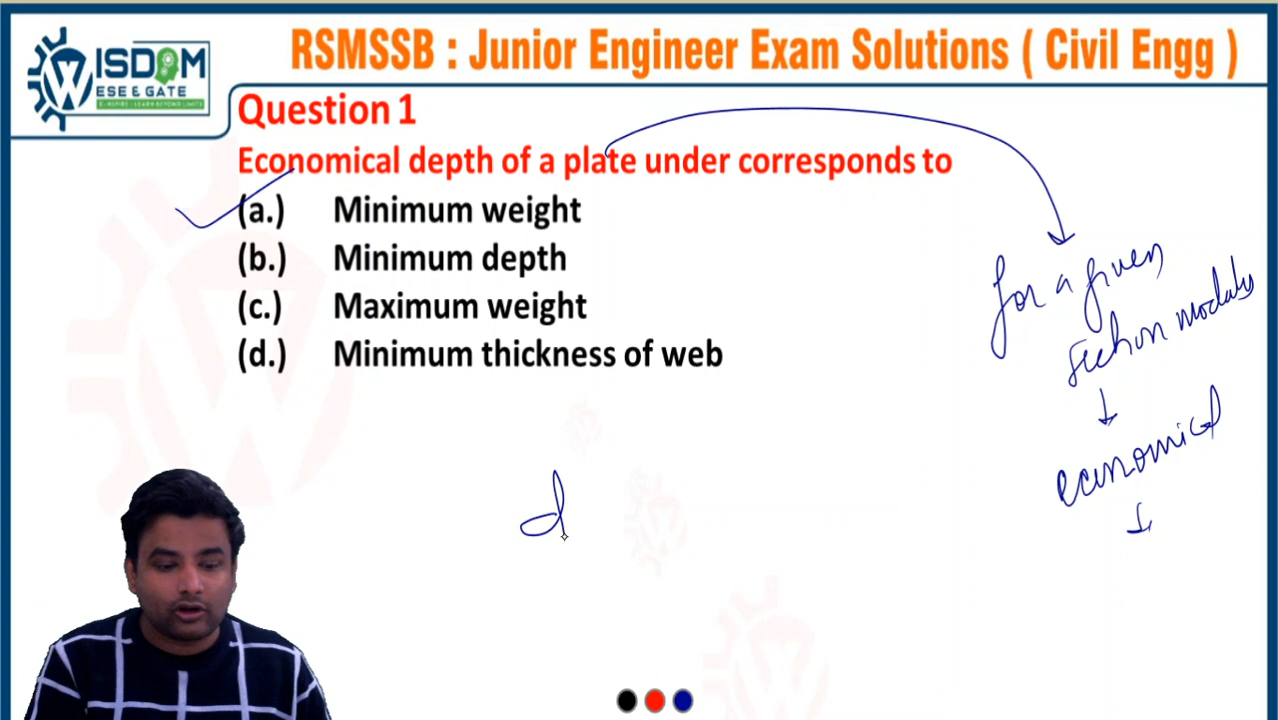 RSMSSB : Junior Engineer Exam Solutions ( Civil Engg )
WISDOM
ESE & GATE
Question 1
Economical depth of a plate under corresponds to
(a.) Minimum weight
(b.) Minimum depth
(c.) Maximum weight
(d.) Minimum thickness of web
for a given
section modulus
economical
d